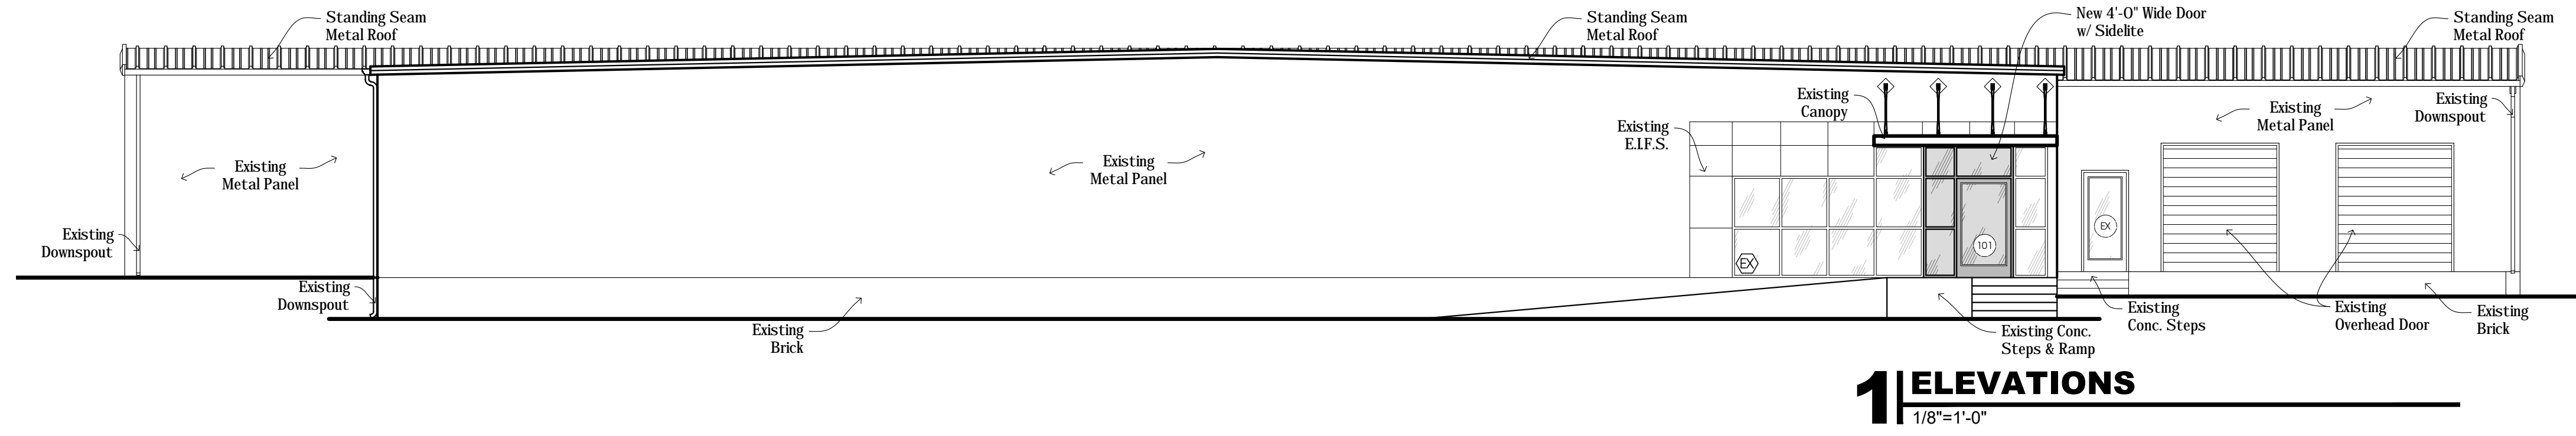 Standing Seam
Metal Roof
Standing Seam
Metal Roof
New 4'-0" Wide Door
w/ Sidelite
Standing Seam
Metal Roof
Existing
Canopy
Existing
E.I.F.S.
Existing
Metal Panel
Existing
Downspout
Existing
Metal Panel
Existing
Metal Panel
Existing
Downspout
EX
101
EX
Existing
Downspout
Existing
Brick
Existing Conc.
Steps & Ramp
Existing
Conc. Steps
Existing
Overhead Door
Existing
Brick
1
ELEVATIONS
1/8"=1'-0"